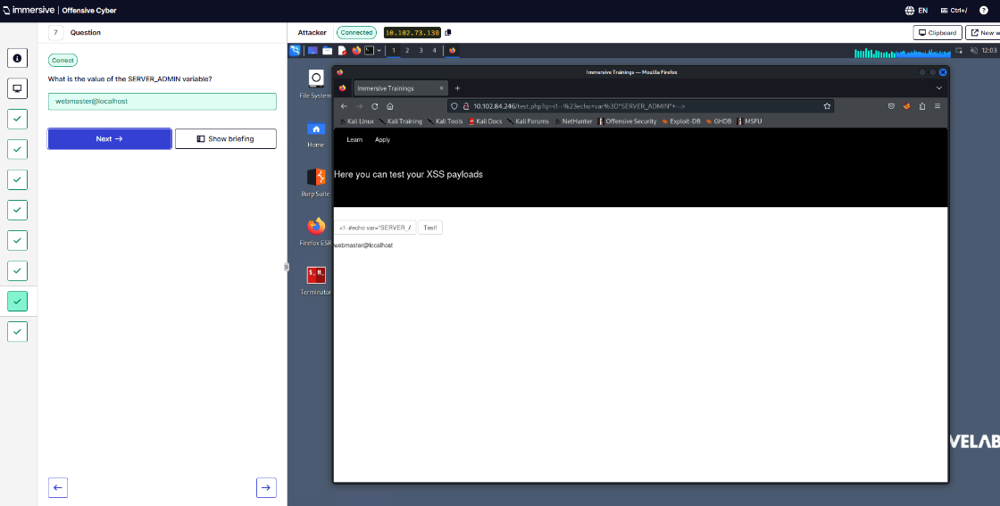 immersive | Offensive Cyber
EN
Ctrl+/
7 Question
Correct
What is the value of the SERVER_ADMIN variable?
webmaster@localhost
Next →
Show briefing
Attacker
Connected
10.102.73.130
Clipboard
New w
1 2 3 4
12:03
File System
Home
Burp Suite
Firefox ESR
Terminator
Immersive Trainings — Mozilla Firefox
Immersive Trainings
10.102.84.246/test.php?q=<!--%23echo+var%3D"SERVER_ADMIN"+-->
Kali Linux Kali Training Kali Tools Kali Docs Kali Forums NetHunter Offensive Security Exploit-DB GHDB MSFU
Learn Apply
Here you can test your XSS payloads
<!--#echo var="SERVER_A
Test!
webmaster@localhost
VELAB